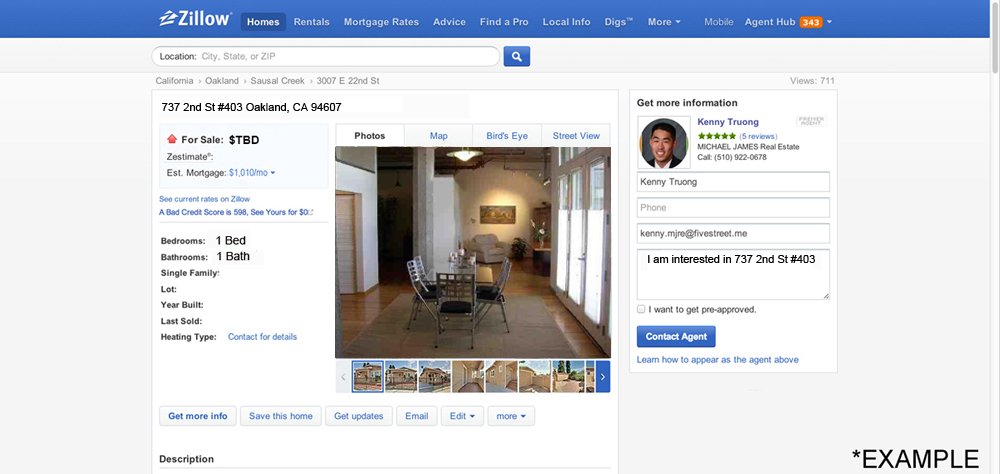 Zillow®
Homes Rentals Mortgage Rates Advice Find a Pro Local Info Digs™ More Mobile Agent Hub 343
Location: City, State, or ZIP
California › Oakland › Sausal Creek › 3007 E 22nd St
Views: 711
737 2nd St #403 Oakland, CA 94607
For Sale: $TBD
Zestimate®:
Est. Mortgage: $1,010/mo
See current rates on Zillow
A Bad Credit Score is 598, See Yours for $0
Bedrooms: 1 Bed
Bathrooms: 1 Bath
Single Family:
Lot:
Year Built:
Last Sold:
Heating Type: Contact for details
Photos Map Bird's Eye Street View
Get more info Save this home Get updates Email Edit more
Description
Get more information
Kenny Truong
PREMIER AGENT
(5 reviews)
MICHAEL JAMES Real Estate
Call: (510) 922-0678
Kenny Truong
Phone
kenny.mjre@fivestreet.me
I am interested in 737 2nd St #403
I want to get pre-approved.
Contact Agent
Learn how to appear as the agent above
*EXAMPLE